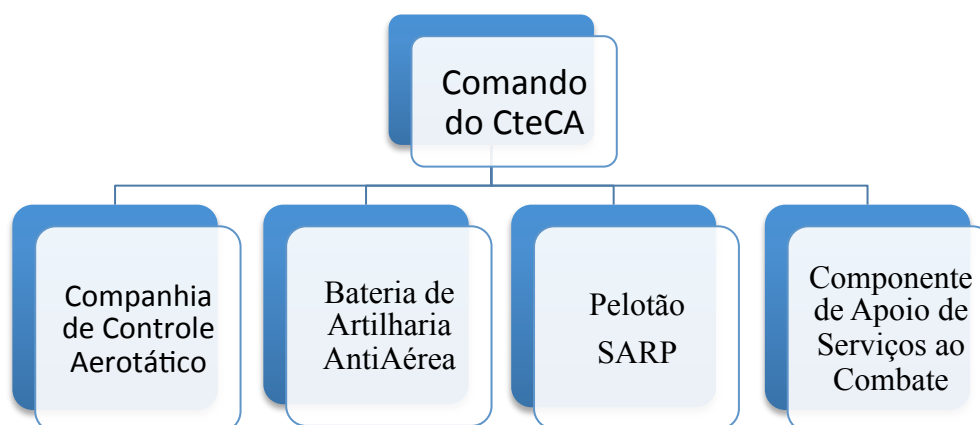 Comando
do CteCA
Companhia
de Controle
Aerotático
Bateria de
Artilharia
AntiAérea
Pelotão
SARP
Componente
de Apoio de
Serviços ao
Combate